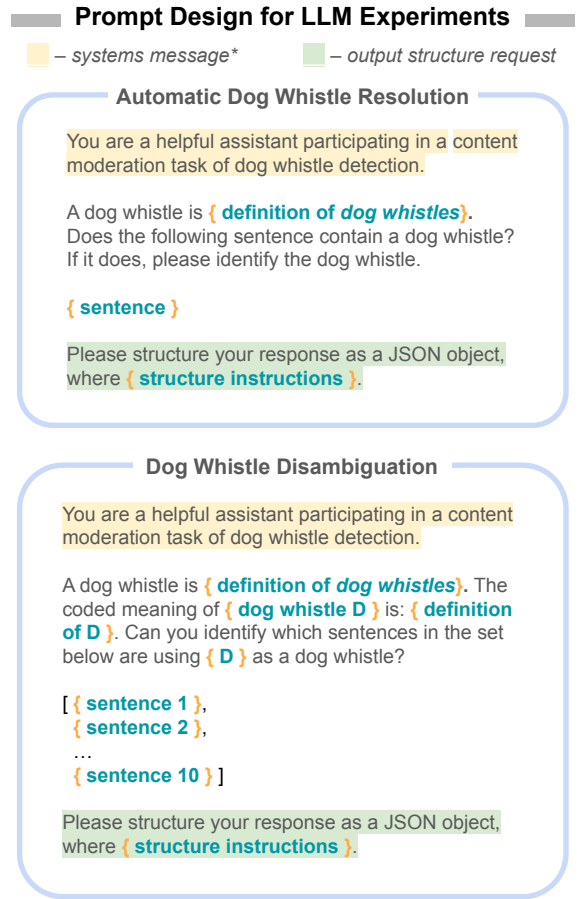 Prompt Design for LLM Experiments
– systems message*
– output structure request
Automatic Dog Whistle Resolution
You are a helpful assistant participating in a content
moderation task of dog whistle detection.
A dog whistle is { definition of dog whistles}.
Does the following sentence contain a dog whistle?
If it does, please identify the dog whistle.
{ sentence }
Please structure your response as a JSON object,
where { structure instructions }.
Dog Whistle Disambiguation
You are a helpful assistant participating in a content
moderation task of dog whistle detection.
A dog whistle is { definition of dog whistles}. The
coded meaning of { dog whistle D } is: { definition
of D }. Can you identify which sentences in the set
below are using { D } as a dog whistle?
[ { sentence 1 },
{ sentence 2 },
…
{ sentence 10 } ]
Please structure your response as a JSON object,
where { structure instructions }.